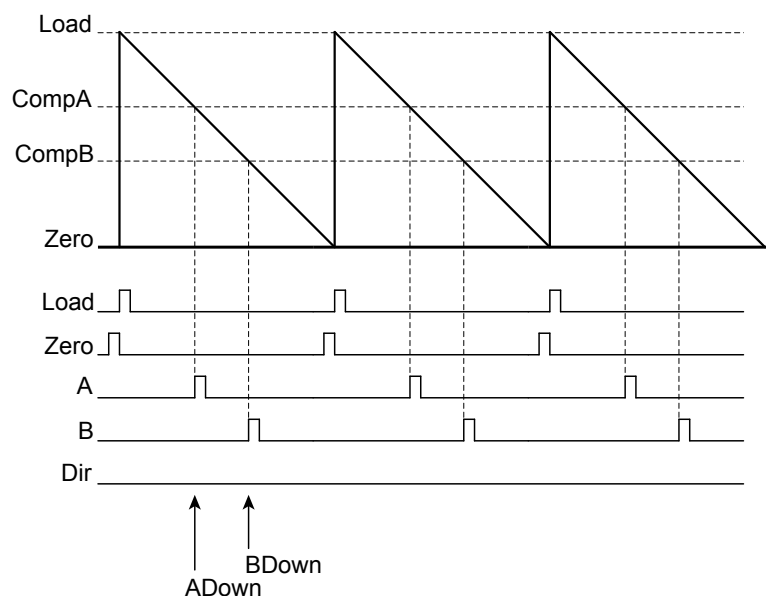 Load
CompA
CompB
Zero
Load
Zero
A
B
Dir
BDown
ADown